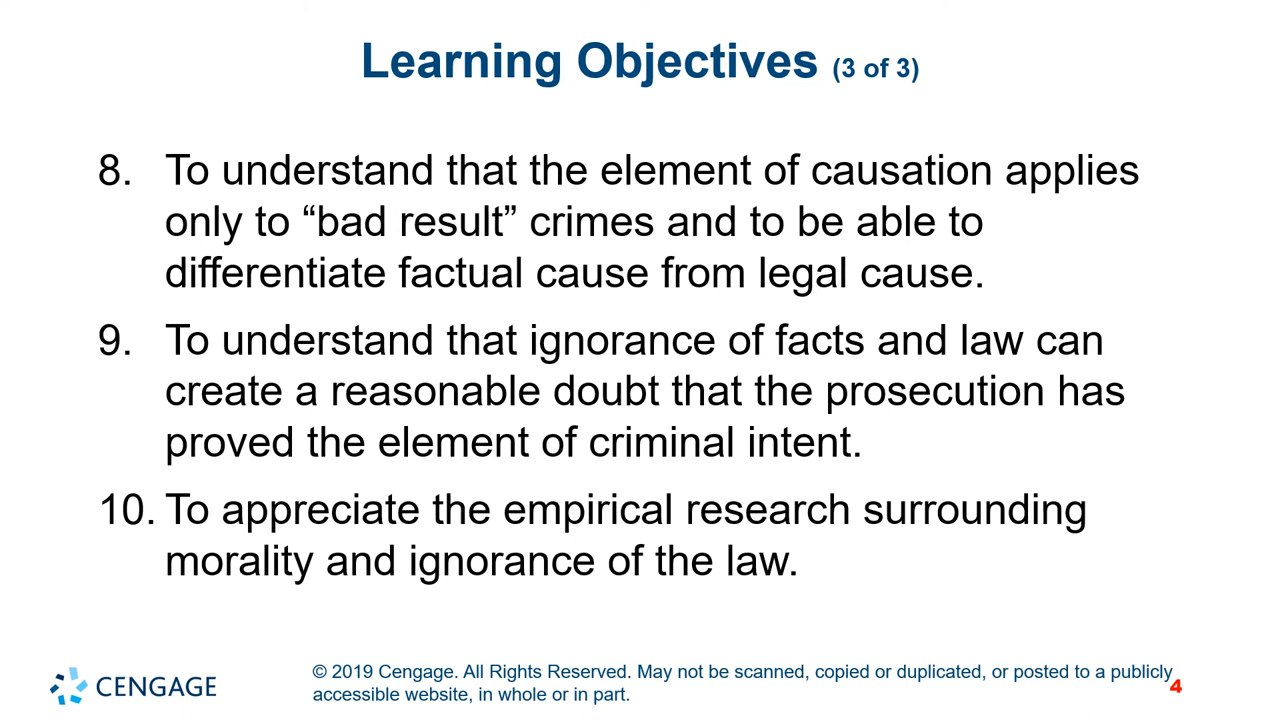 Learning Objectives (3 of 3)
8. To understand that the element of causation applies
only to “bad result” crimes and to be able to
differentiate factual cause from legal cause.
9. To understand that ignorance of facts and law can
create a reasonable doubt that the prosecution has
proved the element of criminal intent.
10. To appreciate the empirical research surrounding
morality and ignorance of the law.
CENGAGE
© 2019 Cengage. All Rights Reserved. May not be scanned, copied or duplicated, or posted to a publicly
accessible website, in whole or in part.
4